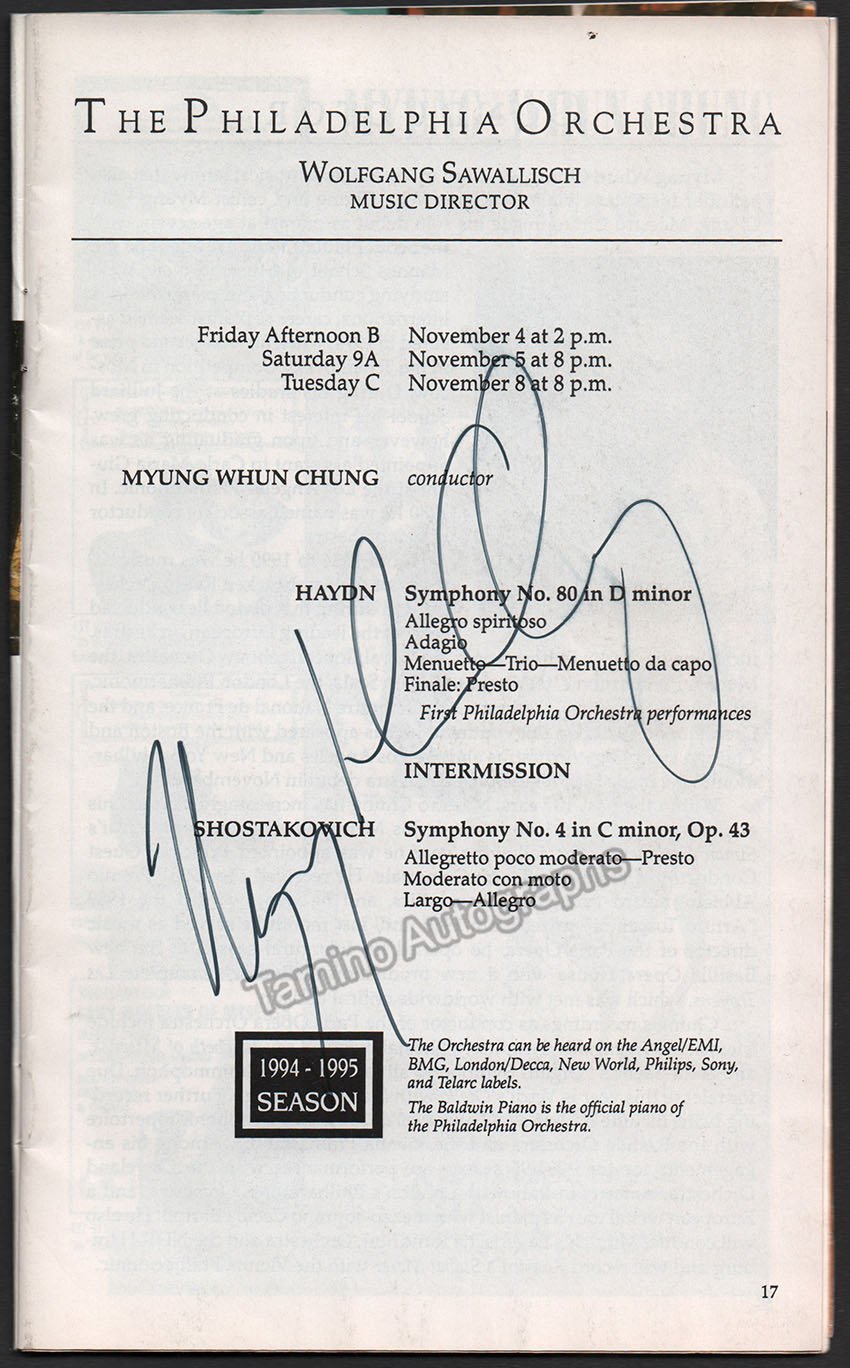 THE PHILADELPHIA ORCHESTRA
WOLFGANG SAWALLISCH
MUSIC DIRECTOR
Friday Afternoon B November 4 at 2 p.m.
Saturday 9A November 5 at 8 p.m.
Tuesday C November 8 at 8 p.m.
MYUNG WHUN CHUNG conductor
HAYDN Symphony No. 80 in D minor
Allegro spiritoso
Adagio
Menuetto—Trio—Menuetto da capo
Finale: Presto
First Philadelphia Orchestra performances
INTERMISSION
SHOSTAKOVICH Symphony No. 4 in C minor, Op. 43
Allegretto poco moderato—Presto
Moderato con moto
Largo—Allegro
Tamino Autographs
1994 - 1995
SEASON
The Orchestra can be heard on the Angel/EMI,
BMG, London/Decca, New World, Philips, Sony,
and Telarc labels.
The Baldwin Piano is the official piano of
the Philadelphia Orchestra.
17